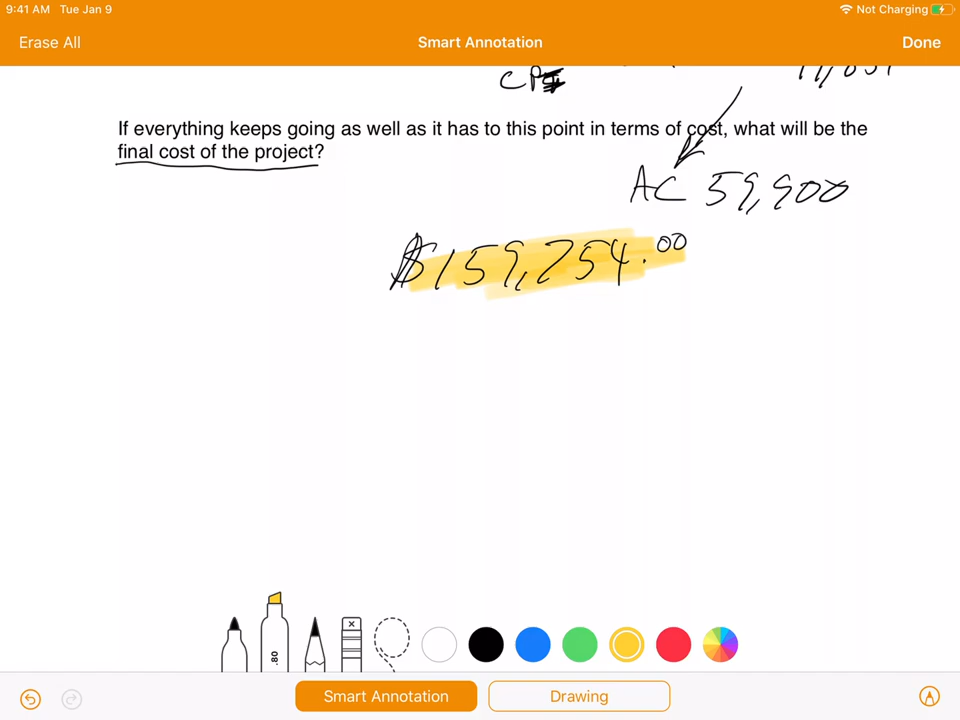 9:41 AM Tue Jan 9
Not Charging
Erase All
Smart Annotation
Done
If everything keeps going as well as it has to this point in terms of cost, what will be the
final cost of the project?
AC 59,900
$159,754.00
.80
Smart Annotation
Drawing